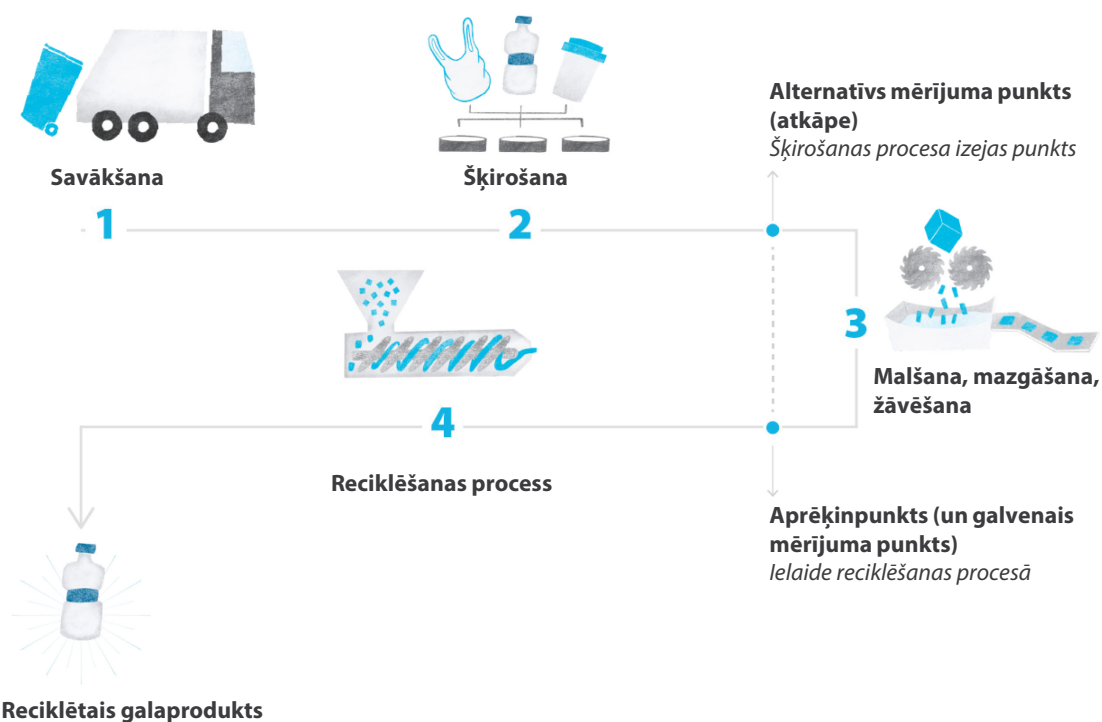 Savākšana
1
Šķirošana
2
Alternatīvs mērījuma punkts
(atkāpe)
Šķirošanas procesa izejas punkts
3
Malšana, mazgāšana,
žāvēšana
4
Reciklēšanas process
Aprēķinpunkts (un galvenais
mērījuma punkts)
Ielaide reciklēšanas procesā
Reciklētais galaprodukts